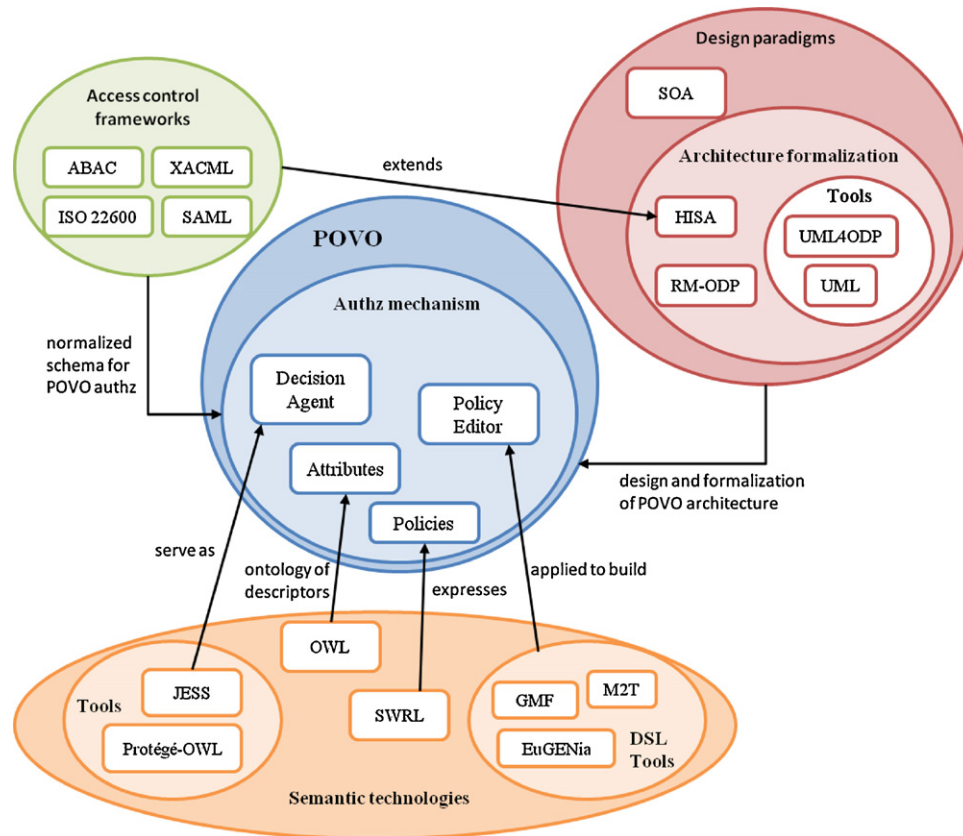 Design paradigms
SOA
Access control
frameworks
ABAC
XACML
ISO 22600
SAML
extends
Architecture formalization
HISA
RM-ODP
Tools
UML4ODP
UML
POVO
Authz mechanism
normalized
schema for
POVO authz
Decision
Agent
Policy
Editor
Attributes
Policies
design and formalization
of POVO architecture
serve as
ontology of
descriptors
expresses
applied to build
OWL
Tools
JESS
Protégé-OWL
SWRL
GMF
M2T
EuGENia
DSL
Tools
Semantic technologies